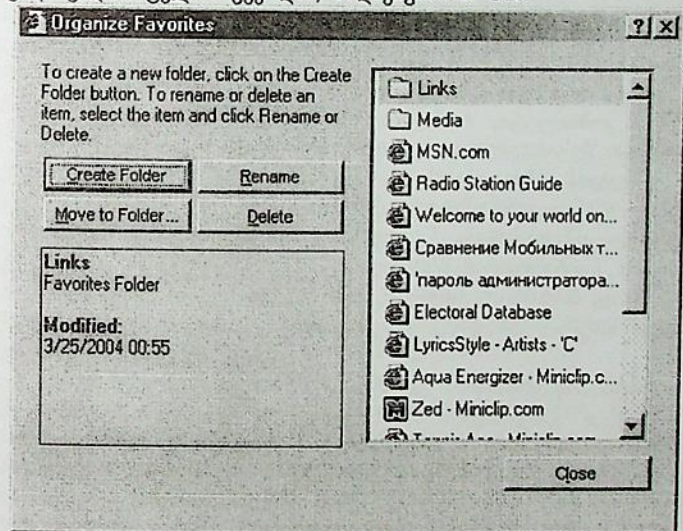 Organize Favorites
To create a new folder, click on the Create
Folder button. To rename or delete an
item, select the item and click Rename or
Delete.
Create Folder
Rename
Move to Folder...
Delete
Links
Favorites Folder
Modified:
3/25/2004 00:55
Links
Media
MSN.com
Radio Station Guide
Welcome to your world on...
Сравнение Мобильных т...
'пароль администратора...
Electoral Database
LyricsStyle - Artists - 'C'
Aqua Energizer - Miniclip.c...
Zed - Miniclip.com
Close